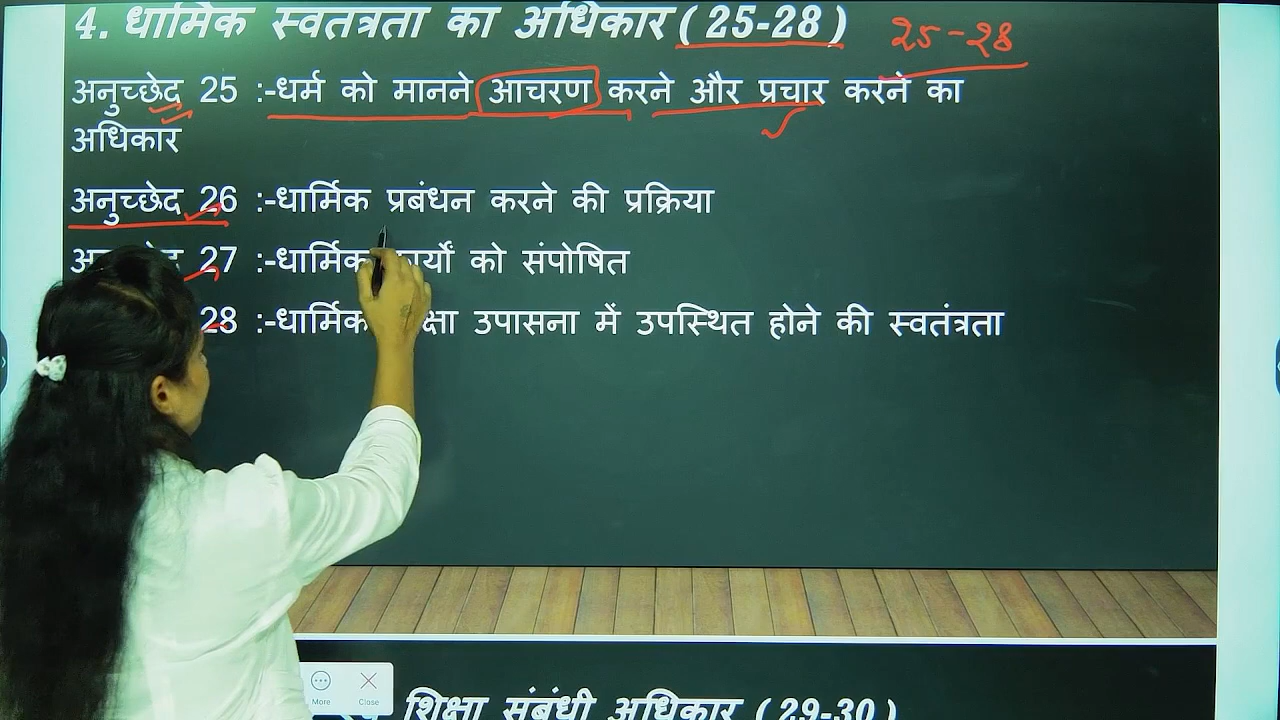 4. धार्मिक स्वतंत्रता का अधिकार ( 25-28 ) 25-28
अनुच्छेद 25 :-धर्म को मानने आचरण करने और प्रचार करने का
अधिकार
अनुच्छेद 26 :-धार्मिक प्रबंधन करने की प्रक्रिया
27 :-धार्मिक को संपोषित
28 :-धार्मिक उपासना में उपस्थित होने की स्वतंत्रता
More Close
शिक्षा संबंधी अधिकार ( 29-30 )